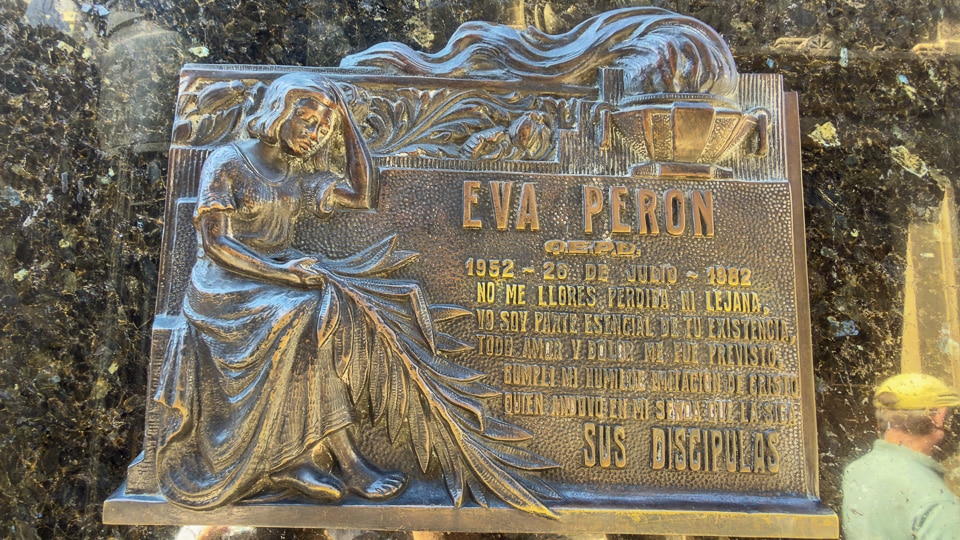 EVA PERON
Q.E.P.D.
1952 ~ 26 DE JULIO ~ 1982
NO ME LLORES PERDIDA NI LEJANA,
YO SOY PARTE ESENCIAL DE TU EXISTENCIA,
TODO AMOR Y DOLOR ME FUE PREVISTO,
CUMPLI MI HUMILDE IMITACION DE CRISTO
QUIEN ANDUVO EN MI SENDA QUE LA SIGA
SUS DISCIPULAS